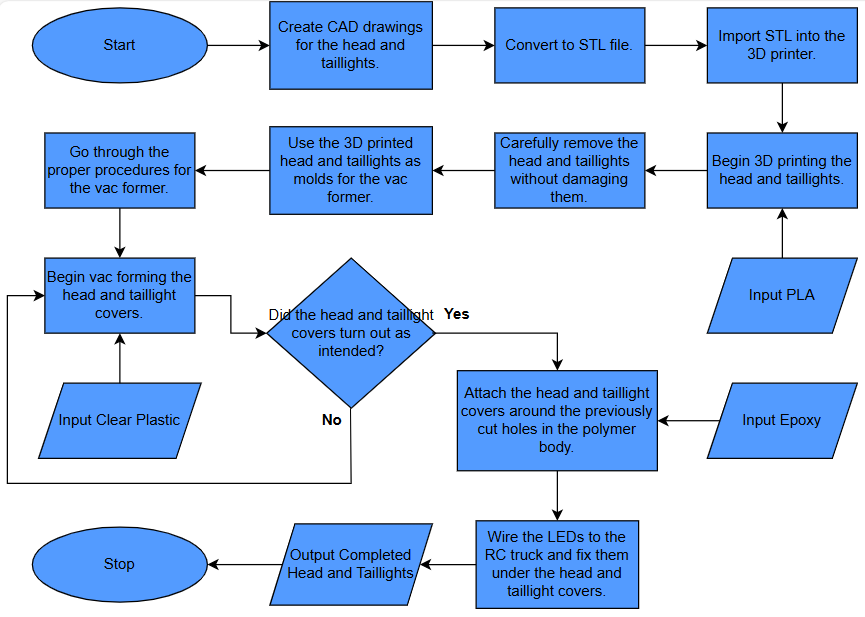 Start
Create CAD drawings
for the head and
taillights.
Convert to STL file.
Import STL into the
3D printer.
Go through the
proper procedures for
the vac former.
Use the 3D printed
head and taillights as
molds for the vac
former.
Carefully remove the
head and taillights
without damaging
them.
Begin 3D printing the
head and taillights.
Begin vac forming the
head and taillight
covers.
Did the head and taillight
covers turn out as
intended?
Yes
Input PLA
Input Clear Plastic
No
Attach the head and taillight
covers around the previously
cut holes in the polymer
body.
Input Epoxy
Stop
Output Completed
Head and Taillights
Wire the LEDs to the
RC truck and fix them
under the head and
taillight covers.